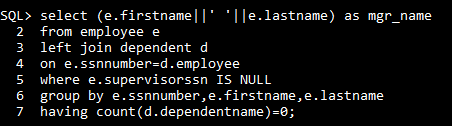 SQL> select (e.firstname||' '||e.lastname) as mgr_name
2 from employee e
3 left join dependent d
4 on e.ssnnumber=d.employee
5 where e.supervisorssn IS NULL
6 group by e.ssnnumber,e.firstname,e.lastname
7 having count(d.dependentname)=0;